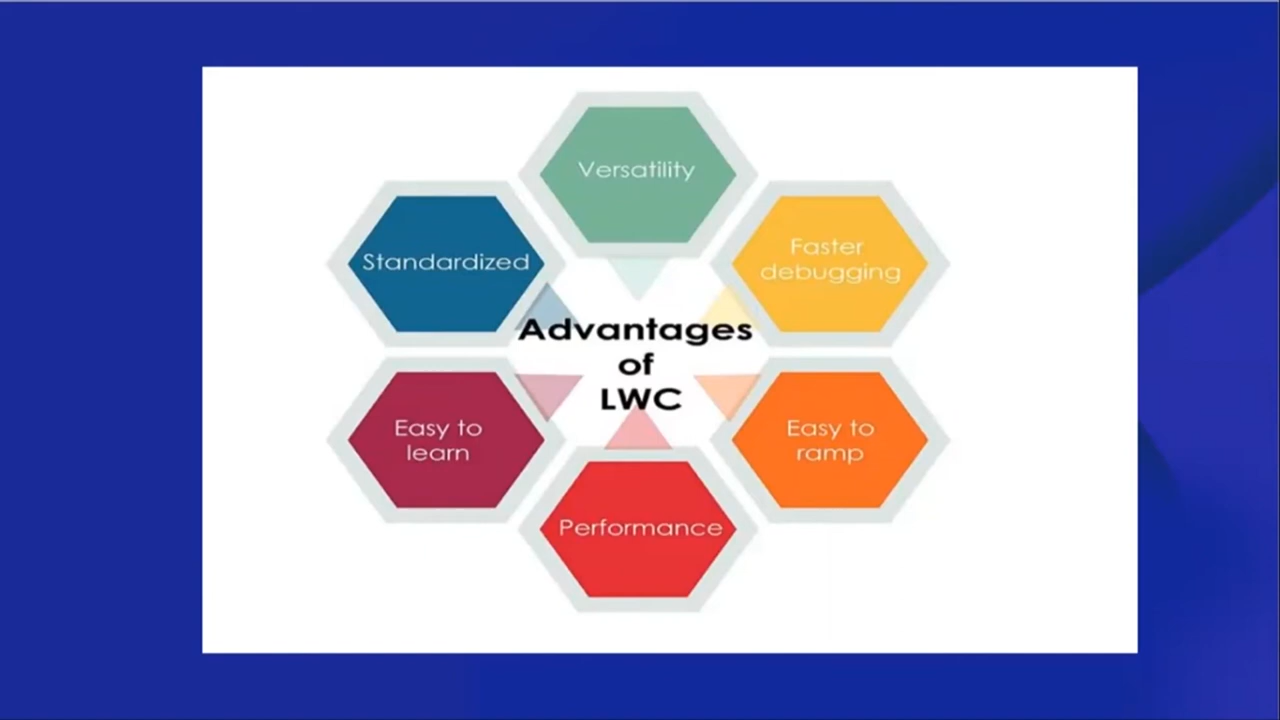 Versatility
Standardized
Faster
debugging
Advantages
of
LWC
Easy to
learn
Easy to
ramp
Performance